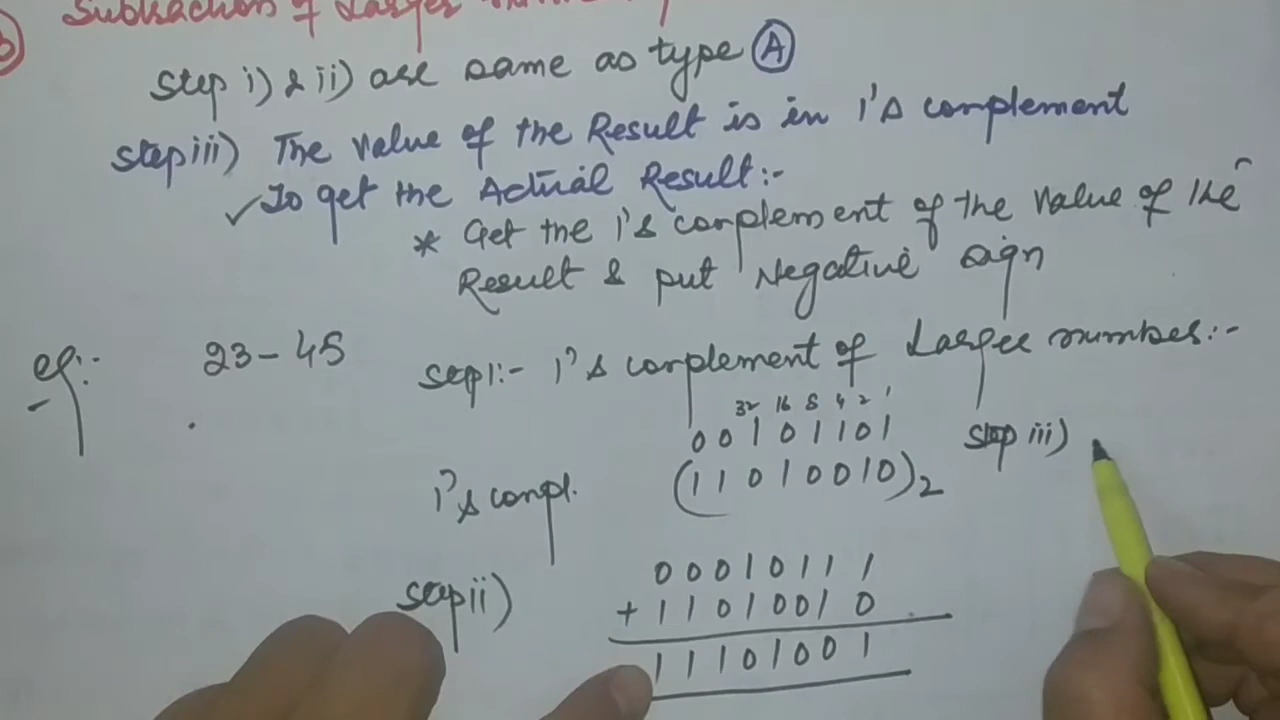 b) Subtraction of Larger
step i) & ii) are same as type (A)
step iii) The value of the Result is in 1's complement
✓ To get the Actual Result:-
* Get the 1's complement of the value of the
Result & put Negative sign
eg:- 23-45 step1:- 1's complement of Larger number:-
32 16 8 4 2 1
0 0 1 0 1 1 0 1 step iii)
1's compl. (1 1 0 1 0 0 1 0)2
step ii) 0 0 0 1 0 1 1 1
+ 1 1 0 1 0 0 1 0
1 1 1 0 1 0 0 1